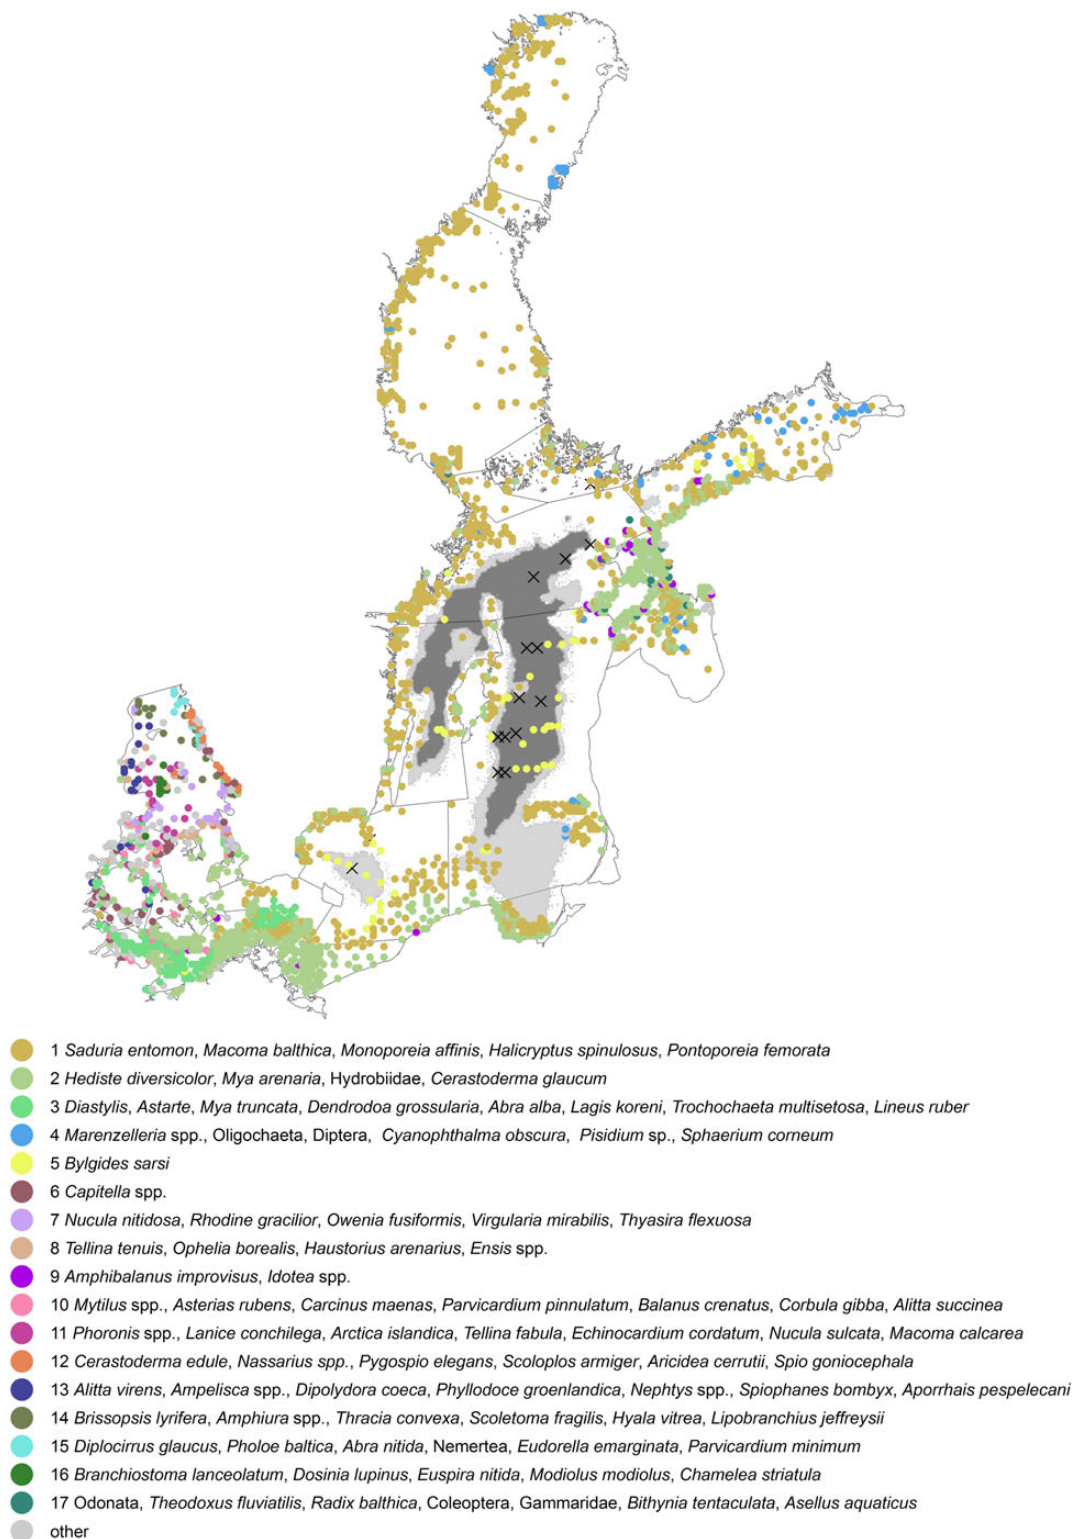 1 Saduria entomon, Macoma balthica, Monoporeia affinis, Halicryptus spinulosus, Pontoporeia femorata
2 Hediste diversicolor, Mya arenaria, Hydrobiidae, Cerastoderma glaucum
3 Diastylis, Astarte, Mya truncata, Dendrodoa grossularia, Abra alba, Lagis koreni, Trochochaeta multisetosa, Lineus ruber
4 Marenzelleria spp., Oligochaeta, Diptera, Cyanophthalma obscura, Pisidium sp., Sphaerium corneum
5 Bylgides sarsi
6 Capitella spp.
7 Nucula nitidosa, Rhodine gracilior, Owenia fusiformis, Virgularia mirabilis, Thyasira flexuosa
8 Tellina tenuis, Ophelia borealis, Haustorius arenarius, Ensis spp.
9 Amphibalanus improvisus, Idotea spp.
10 Mytilus spp., Asterias rubens, Carcinus maenas, Parvicardium pinnulatum, Balanus crenatus, Corbula gibba, Alitta succinea
11 Phoronis spp., Lanice conchilega, Arctica islandica, Tellina fabula, Echinocardium cordatum, Nucula sulcata, Macoma calcarea
12 Cerastoderma edule, Nassarius spp., Pygospio elegans, Scoloplos armiger, Aricidea cerrutii, Spio goniocephala
13 Alitta virens, Ampelisca spp., Dipolydora coeca, Phyllodoce groenlandica, Nephtys spp., Spiophanes bombyx, Aporrhais pespelecani
14 Brissopsis lyrifera, Amphiura spp., Thracia convexa, Scoletoma fragilis, Hyala vitrea, Lipobranchius jeffreysii
15 Diplocirrus glaucus, Pholoe baltica, Abra nitida, Nemertea, Eudorella emarginata, Parvicardium minimum
16 Branchiostoma lanceolatum, Dosinia lupinus, Euspira nitida, Modiolus modiolus, Chamelea striatula
17 Odonata, Theodoxus fluviatilis, Radix balthica, Coleoptera, Gammaridae, Bithynia tentaculata, Asellus aquaticus
other